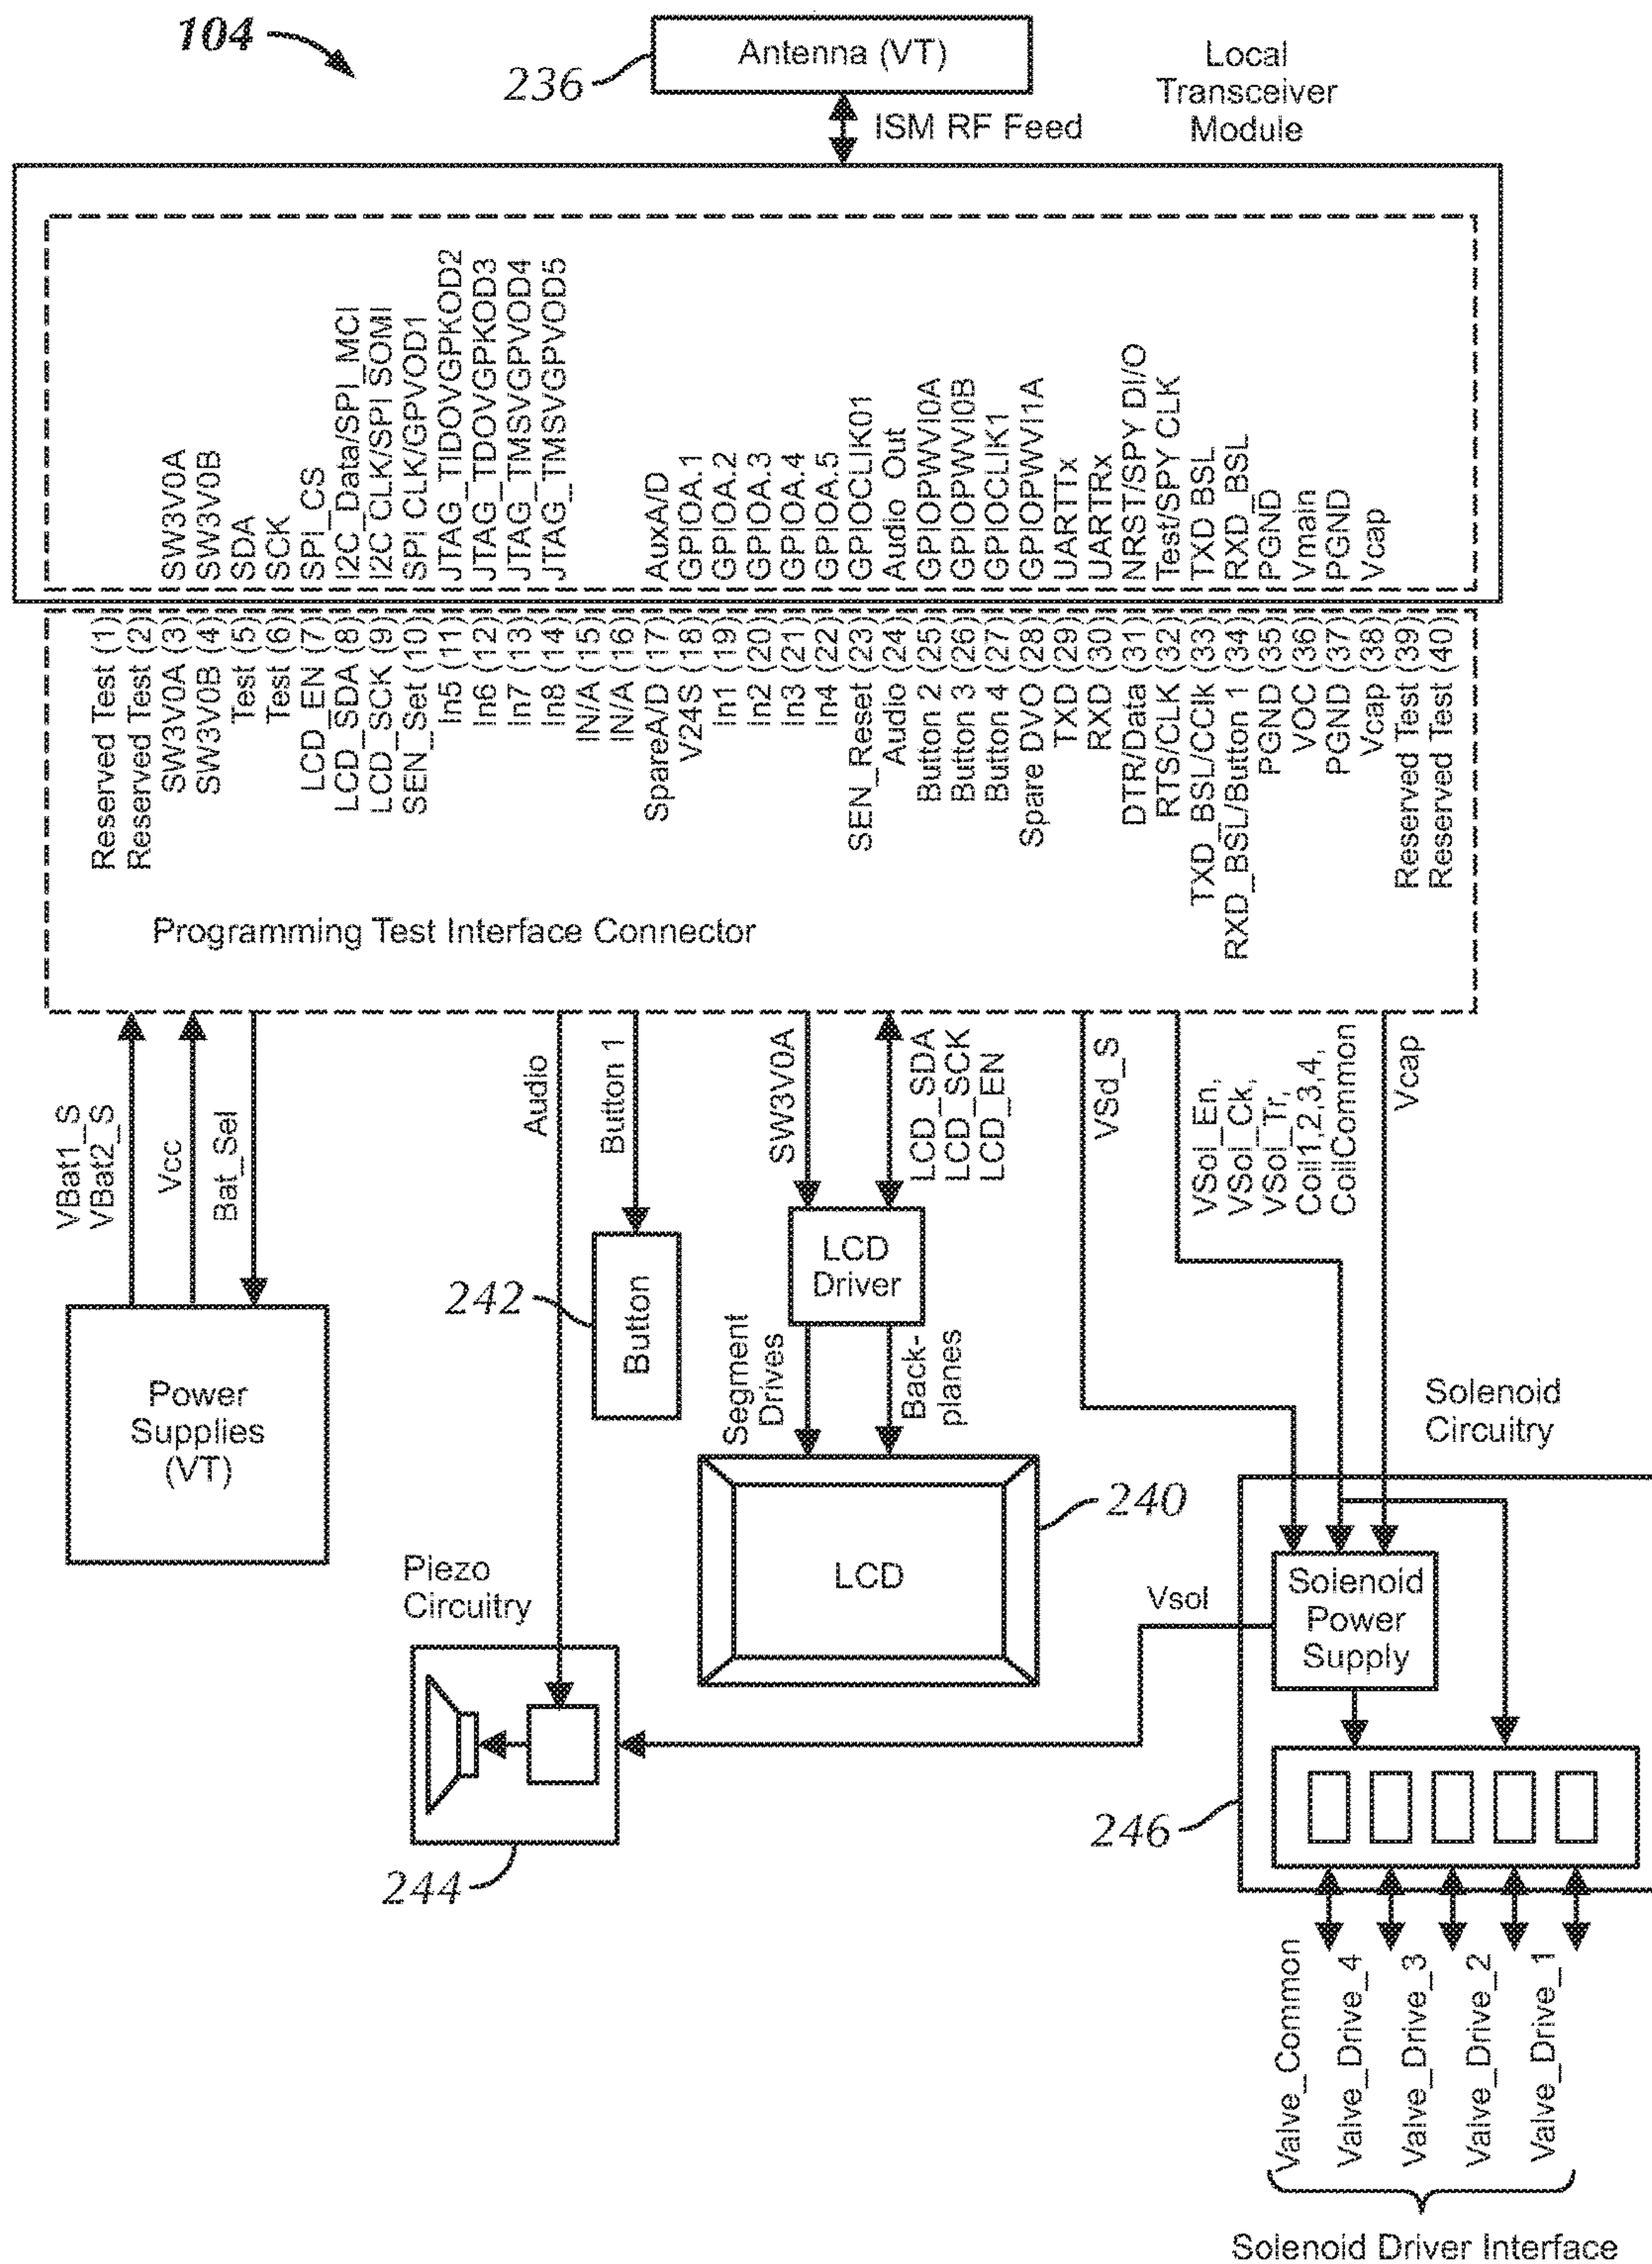 104
236
Antenna (VT)
ISM RF Feed
Local
Transceiver
Module
SW3V0A
SW3V0B
SDA
SCK
SPI_CS
I2C_Data/SPI_MCI
I2C_CLK/SPI SOMI
SPI CLK/GPVOD1
JTAG_TIDOVGPKOD2
JTAG_TDOVGPKOD3
JTAG_TMSVGPVOD4
JTAG_TMSVGPVOD5
AuxA/D
GPIOA.1
GPIOA.2
GPIOA.3
GPIOA.4
GPIOA.5
GPIOCLIK01
Audio Out
GPIOPWVI0A
GPIOPWVI0B
GPIOCLIK1
GPIOPWVI1A
UARTTx
UARTRx
NRST/SPY DI/O
Test/SPY CLK
TXD BSL
RXD_BSL
PGND
Vmain
PGND
Vcap
Reserved Test (1)
Reserved Test (2)
SW3V0A (3)
SW3V0B (4)
Test (5)
Test (6)
LCD_EN (7)
LCD_SDA (8)
LCD_SCK (9)
SEN_Set (10)
In5 (11)
In6 (12)
In7 (13)
In8 (14)
IN/A (15)
IN/A (16)
SpareA/D (17)
V24S (18)
In1 (19)
in2 (20)
in3 (21)
in4 (22)
SEN_Reset (23)
Audio (24)
Button 2 (25)
Button 3 (26)
Button 4 (27)
Spare DVO (28)
TXD (29)
RXD (30)
DTR/Data (31)
RTS/CLK (32)
TXD_BSL/CClk (33)
RXD_BSL/Button 1 (34)
PGND (35)
VOC (36)
PGND (37)
Vcap (38)
Reserved Test (39)
Reserved Test (40)
Programming Test Interface Connector
VBat1_S
VBat2_S
Vcc
Bat_Sel
Audio
Button 1
SW3V0A
LCD_SDA
LCD_SCK
LCD_EN
VSd_S
VSol_En,
VSol_Ck,
VSol_Tr,
Coil1,2,3,4,
CoilCommon
Vcap
Power
Supplies
(VT)
242
Button
LCD
Driver
Segment
Drives
Back-
planes
LCD
240
Solenoid
Circuitry
Piezo
Circuitry
244
Vsol
Solenoid
Power
Supply
246
Valve_Common
Valve_Drive_4
Valve_Drive_3
Valve_Drive_2
Valve_Drive_1
Solenoid Driver Interface